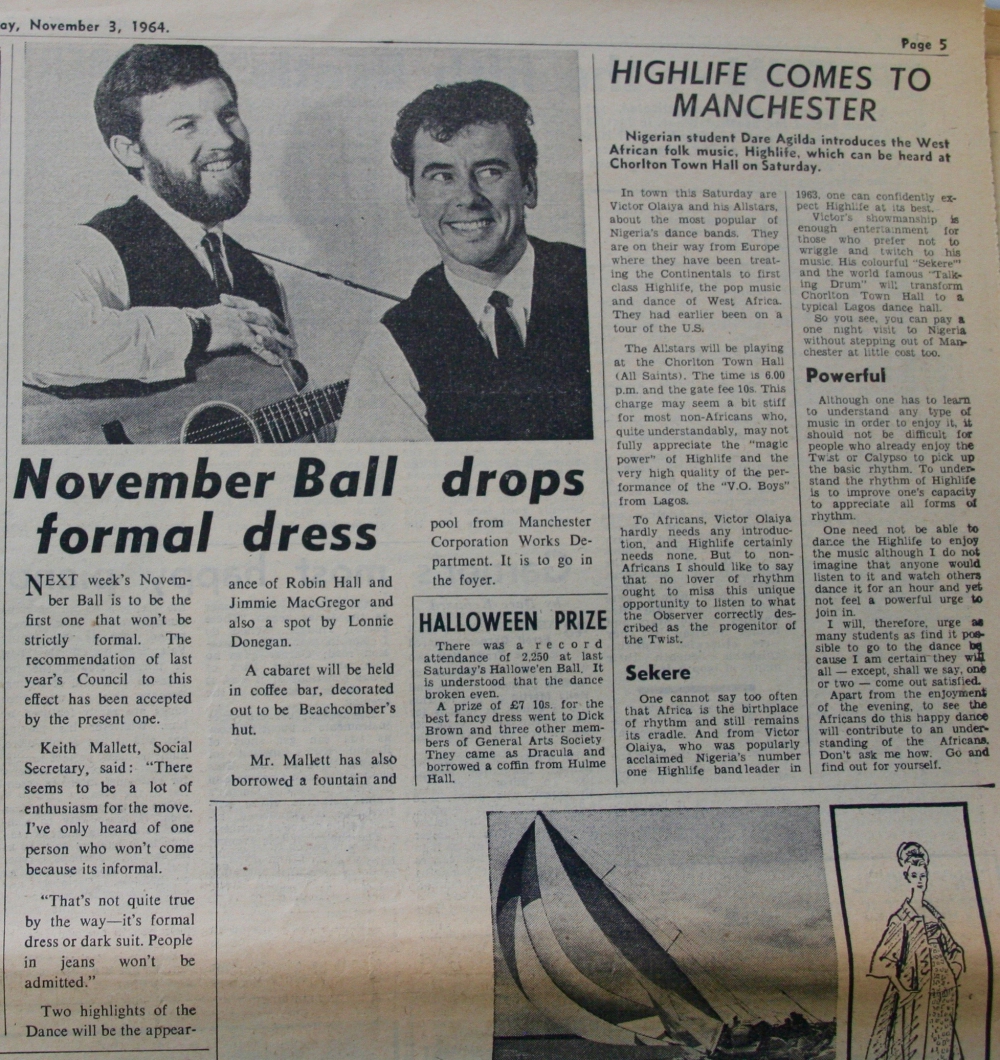 ay, November 3, 1964.
Page 5
November Ball drops
formal dress
NEXT week's Novem-
ber Ball is to be the
first one that won't be
strictly formal. The
recommendation of last
year's Council to this
effect has been accepted
by the present one.
Keith Mallett, Social
Secretary, said: "There
seems to be a lot of
enthusiasm for the move.
I've only heard of one
person who won't come
because its informal.
"That's not quite true
by the way—it's formal
dress or dark suit. People
in jeans won't be
admitted."
Two highlights of the
Dance will be the appear-
ance of Robin Hall and
Jimmie MacGregor and
also a spot by Lonnie
Donegan.
A cabaret will be held
in coffee bar, decorated
out to be Beachcomber's
hut.
Mr. Mallett has also
borrowed a fountain and
pool from Manchester
Corporation Works De-
partment. It is to go in
the foyer.
HALLOWEEN PRIZE
There was a record
attendance of 2,250 at last
Saturday's Hallowe'en Ball. It
is understood that the dance
broken even.
A prize of £7 10s. for the
best fancy dress went to Dick
Brown and three other mem-
bers of General Arts Society
They came as Dracula and
borrowed a coffin from Hulme
Hall.
HIGHLIFE COMES TO
MANCHESTER
Nigerian student Dare Agilda introduces the West
African folk music, Highlife, which can be heard at
Chorlton Town Hall on Saturday.
In town this Saturday are
Victor Olaiya and his Allstars,
about the most popular of
Nigeria's dance bands. They
are on their way from Europe
where they have been treat-
ing the Continentals to first
class Highlife, the pop music
and dance of West Africa.
They had earlier been on a
tour of the U.S.
The Allstars will be playing
at the Chorlton Town Hall
(All Saints). The time is 6.00
p.m. and the gate fee 10s. This
charge may seem a bit stiff
for most non-Africans who,
quite understandably, may not
fully appreciate the "magic
power" of Highlife and the
very high quality of the per-
formance of the "V.O. Boys"
from Lagos.
To Africans, Victor Olaiya
hardly needs any introduc-
tion, and Highlife certainly
needs none. But to non-
Africans I should like to say
that no lover of rhythm
ought to miss this unique
opportunity to listen to what
the Observer correctly des-
cribed as the progenitor of
the Twist.
Sekere
One cannot say too often
that Africa is the birthplace
of rhythm and still remains
its cradle. And from Victor
Olaiya, who was popularly
acclaimed Nigeria's number
one Highlife bandleader in
1963, one can confidently ex-
pect Highlife at its best.
Victor's showmanship is
enough entertainment for
those who prefer not to
wriggle and twitch to his
music. His colourful "Sekere"
and the world famous "Talk-
ing Drum" will transform
Chorlton Town Hall to a
typical Lagos dance hall.
So you see, you can pay a
one night visit to Nigeria
without stepping out of Man-
chester at little cost too.
Powerful
Although one has to learn
to understand any type of
music in order to enjoy it, it
should not be difficult for
people who already enjoy the
Twist or Calypso to pick up
the basic rhythm. To under-
stand the rhythm of Highlife
is to improve one's capacity
to appreciate all forms of
rhythm.
One need not be able to
dance the Highlife to enjoy
the music although I do not
imagine that anyone would
listen to it and watch others
dance it for an hour and yet
not feel a powerful urge to
join in.
I will, therefore, urge as
many students as find it pos-
sible to go to the dance be
cause I am certain they will
all — except, shall we say, one
or two — come out satisfied.
Apart from the enjoyment
of the evening, to see the
Africans do this happy dance
will contribute to an under-
standing of the Africans.
Don't ask me how. Go and
find out for yourself.